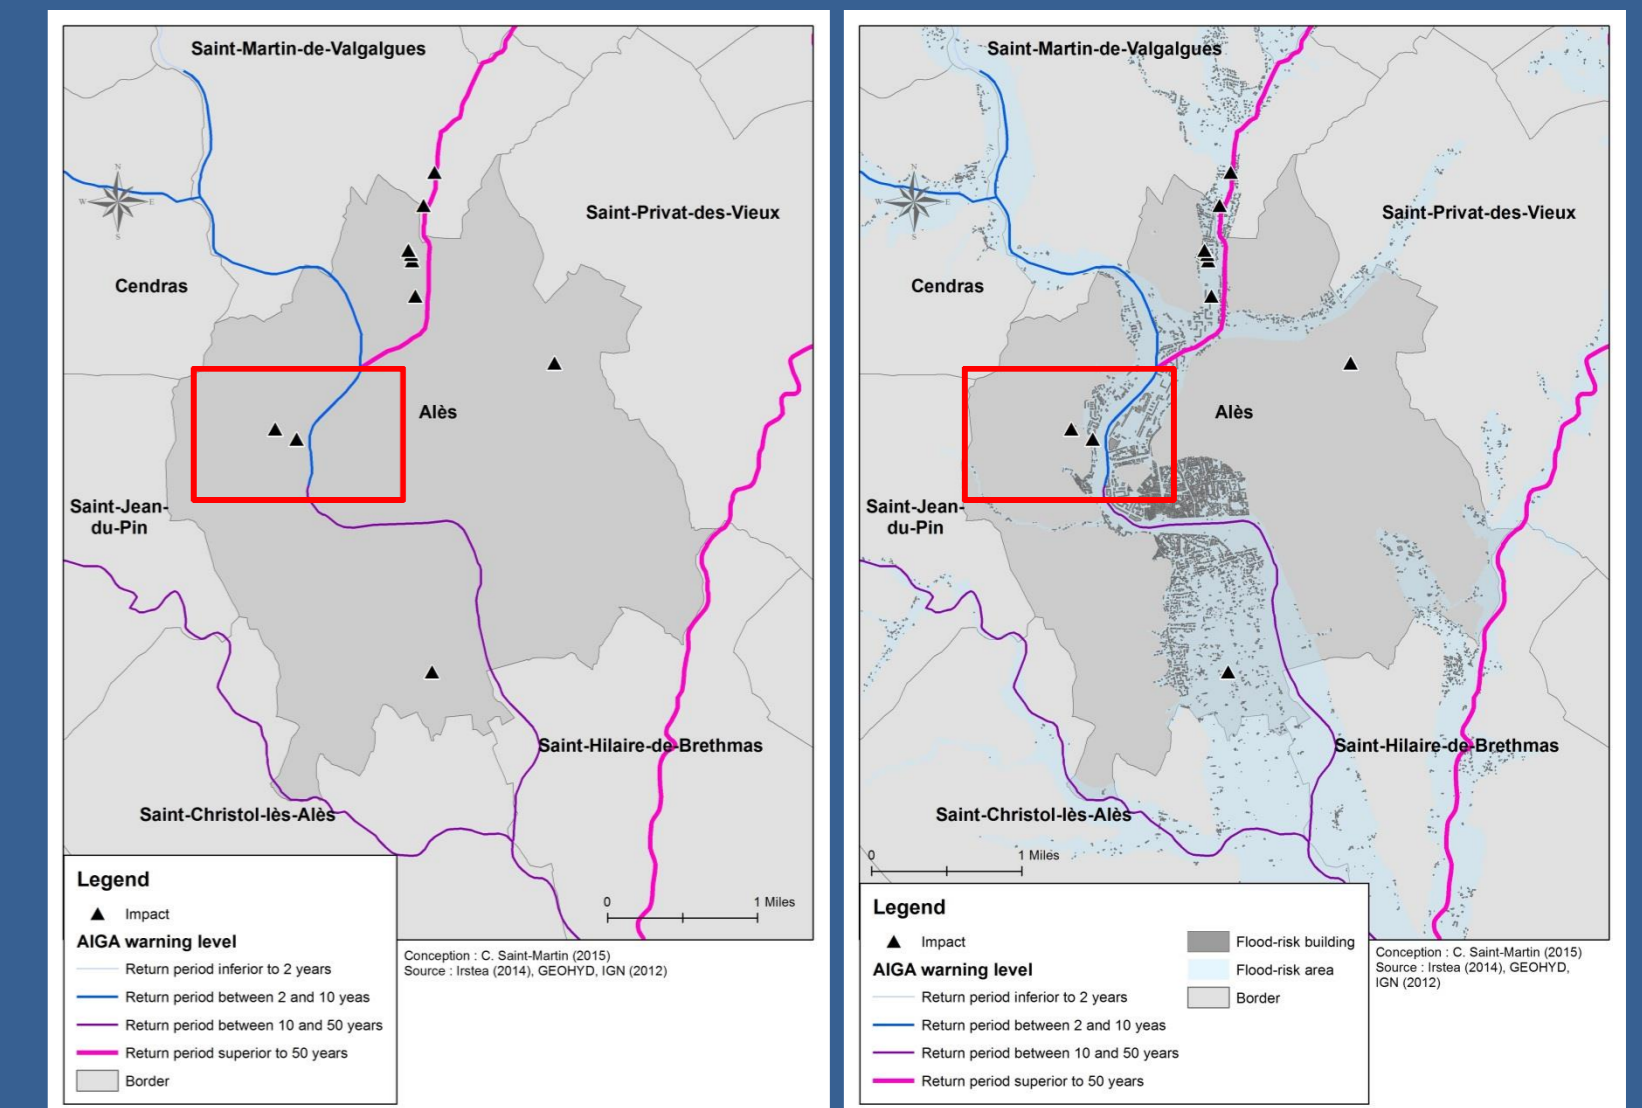 Saint-Martin-de-Valgalgues
N
W E
S
Saint-Privat-des-Vieux
Cendras
Alès
Saint-Jean-
du-Pin
Saint-Hilaire-de-Brethmas
Saint-Christol-lès-Alès
0 1 Miles
Legend
Impact
AIGA warning level
Return period inferior to 2 years
Return period between 2 and 10 yeas
Return period between 10 and 50 years
Return period superior to 50 years
Border
Conception : C. Saint-Martin (2015)
Source : Irstea (2014), GEOHYD, IGN (2012)
Saint-Martin-de-Valgalgues
N
W E
S
Saint-Privat-des-Vieux
Cendras
Alès
Saint-Jean-
du-Pin
Saint-Hilaire-de-Brethmas
Saint-Christol-lès-Alès
0 1 Miles
Legend
Impact
AIGA warning level
Return period inferior to 2 years
Return period between 2 and 10 yeas
Return period between 10 and 50 years
Return period superior to 50 years
Flood-risk building
Flood-risk area
Border
Conception : C. Saint-Martin (2015)
Source : Irstea (2014), GEOHYD,
IGN (2012)